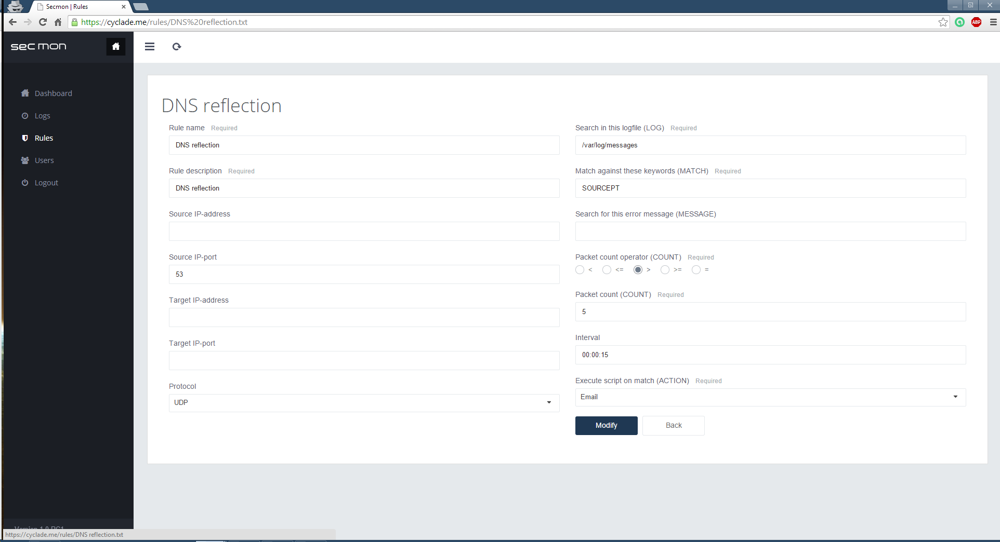 Secmon | Rules
https://cyclade.me/rules/DNS%20reflection.txt
ABP
sec mon
Dashboard
Logs
Rules
Users
Logout
DNS reflection
Rule name Required
DNS reflection
Rule description Required
DNS reflection
Source IP-address
Source IP-port
53
Target IP-address
Target IP-port
Protocol
UDP
Search in this logfile (LOG) Required
/var/log/messages
Match against these keywords (MATCH) Required
SOURCEPT
Search for this error message (MESSAGE)
Packet count operator (COUNT) Required
< <= > >= =
Packet count (COUNT) Required
5
Interval
00:00:15
Execute script on match (ACTION) Required
Email
Modify Back
Version 1.0 RC1
https://cyclade.me/rules/DNS reflection.txt